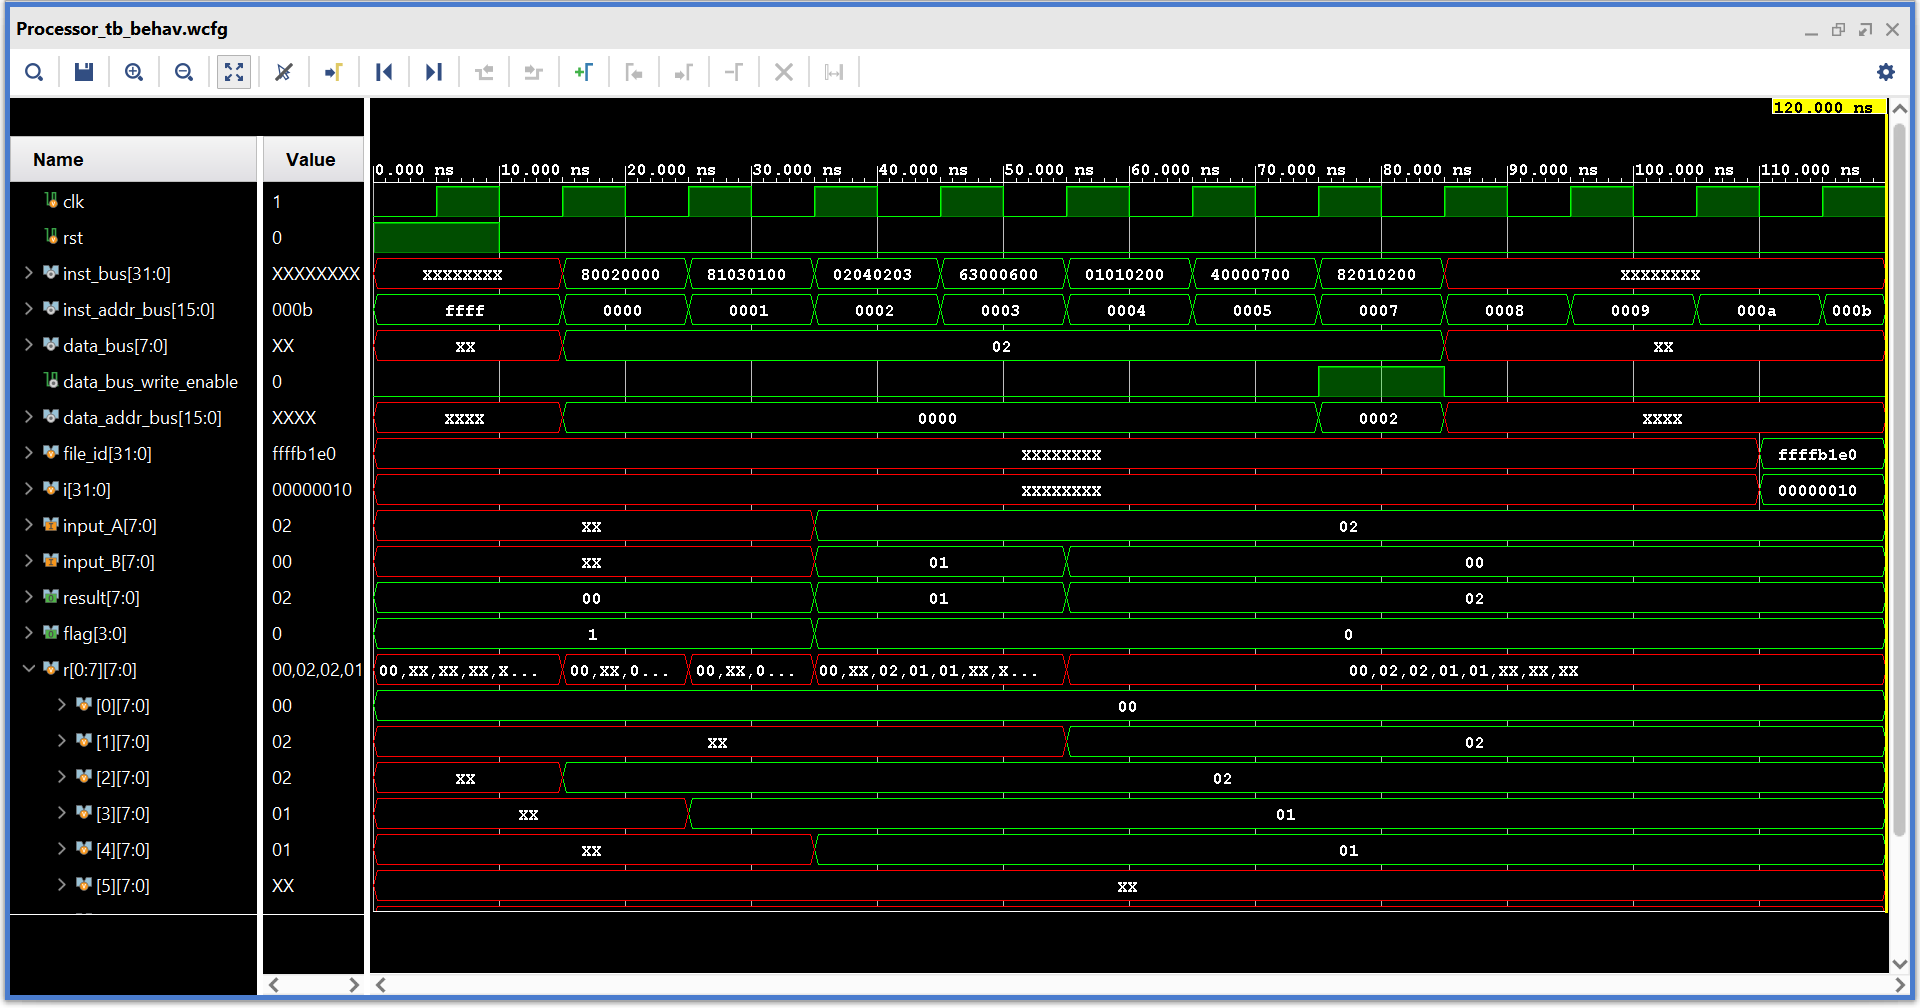 Processor_tb_behav.wcfg
120.000 ns
Name Value 0.000 ns 10.000 ns 20.000 ns 30.000 ns 40.000 ns 50.000 ns 60.000 ns 70.000 ns 80.000 ns 90.000 ns 100.000 ns 110.000 ns
clk 1
rst 0
inst_bus[31:0] XXXXXXXX XXXXXXXX 80020000 81030100 02040203 63000600 01010200 40000700 82010200 XXXXXXXX
inst_addr_bus[15:0] 000b ffff 0000 0001 0002 0003 0004 0005 0007 0008 0009 000a 000b
data_bus[7:0] XX XX 02 XX
data_bus_write_enable 0
data_addr_bus[15:0] XXXX XXXX 0000 0002 XXXX
file_id[31:0] ffffb1e0 XXXXXXXX ffffb1e0
i[31:0] 00000010 XXXXXXXX 00000010
input_A[7:0] 02 XX 02
input_B[7:0] 00 XX 01 00
result[7:0] 02 00 01 02
flag[3:0] 0 1 0
r[0:7][7:0] 00,02,02,01 00,XX,XX,XX,X... 00,XX,0... 00,XX,0... 00,XX,02,01,01,XX,X... 00,02,02,01,01,XX,XX,XX
[0][7:0] 00 00
[1][7:0] 02 XX 02
[2][7:0] 02 XX 02
[3][7:0] 01 XX 01
[4][7:0] 01 XX 01
[5][7:0] XX XX